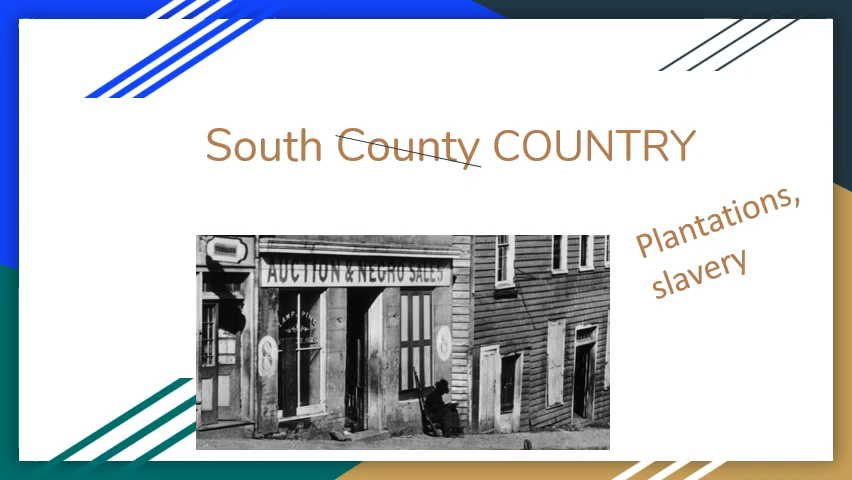 South County COUNTRY
Plantations,
slavery
AUCTION & NEGRO SALES